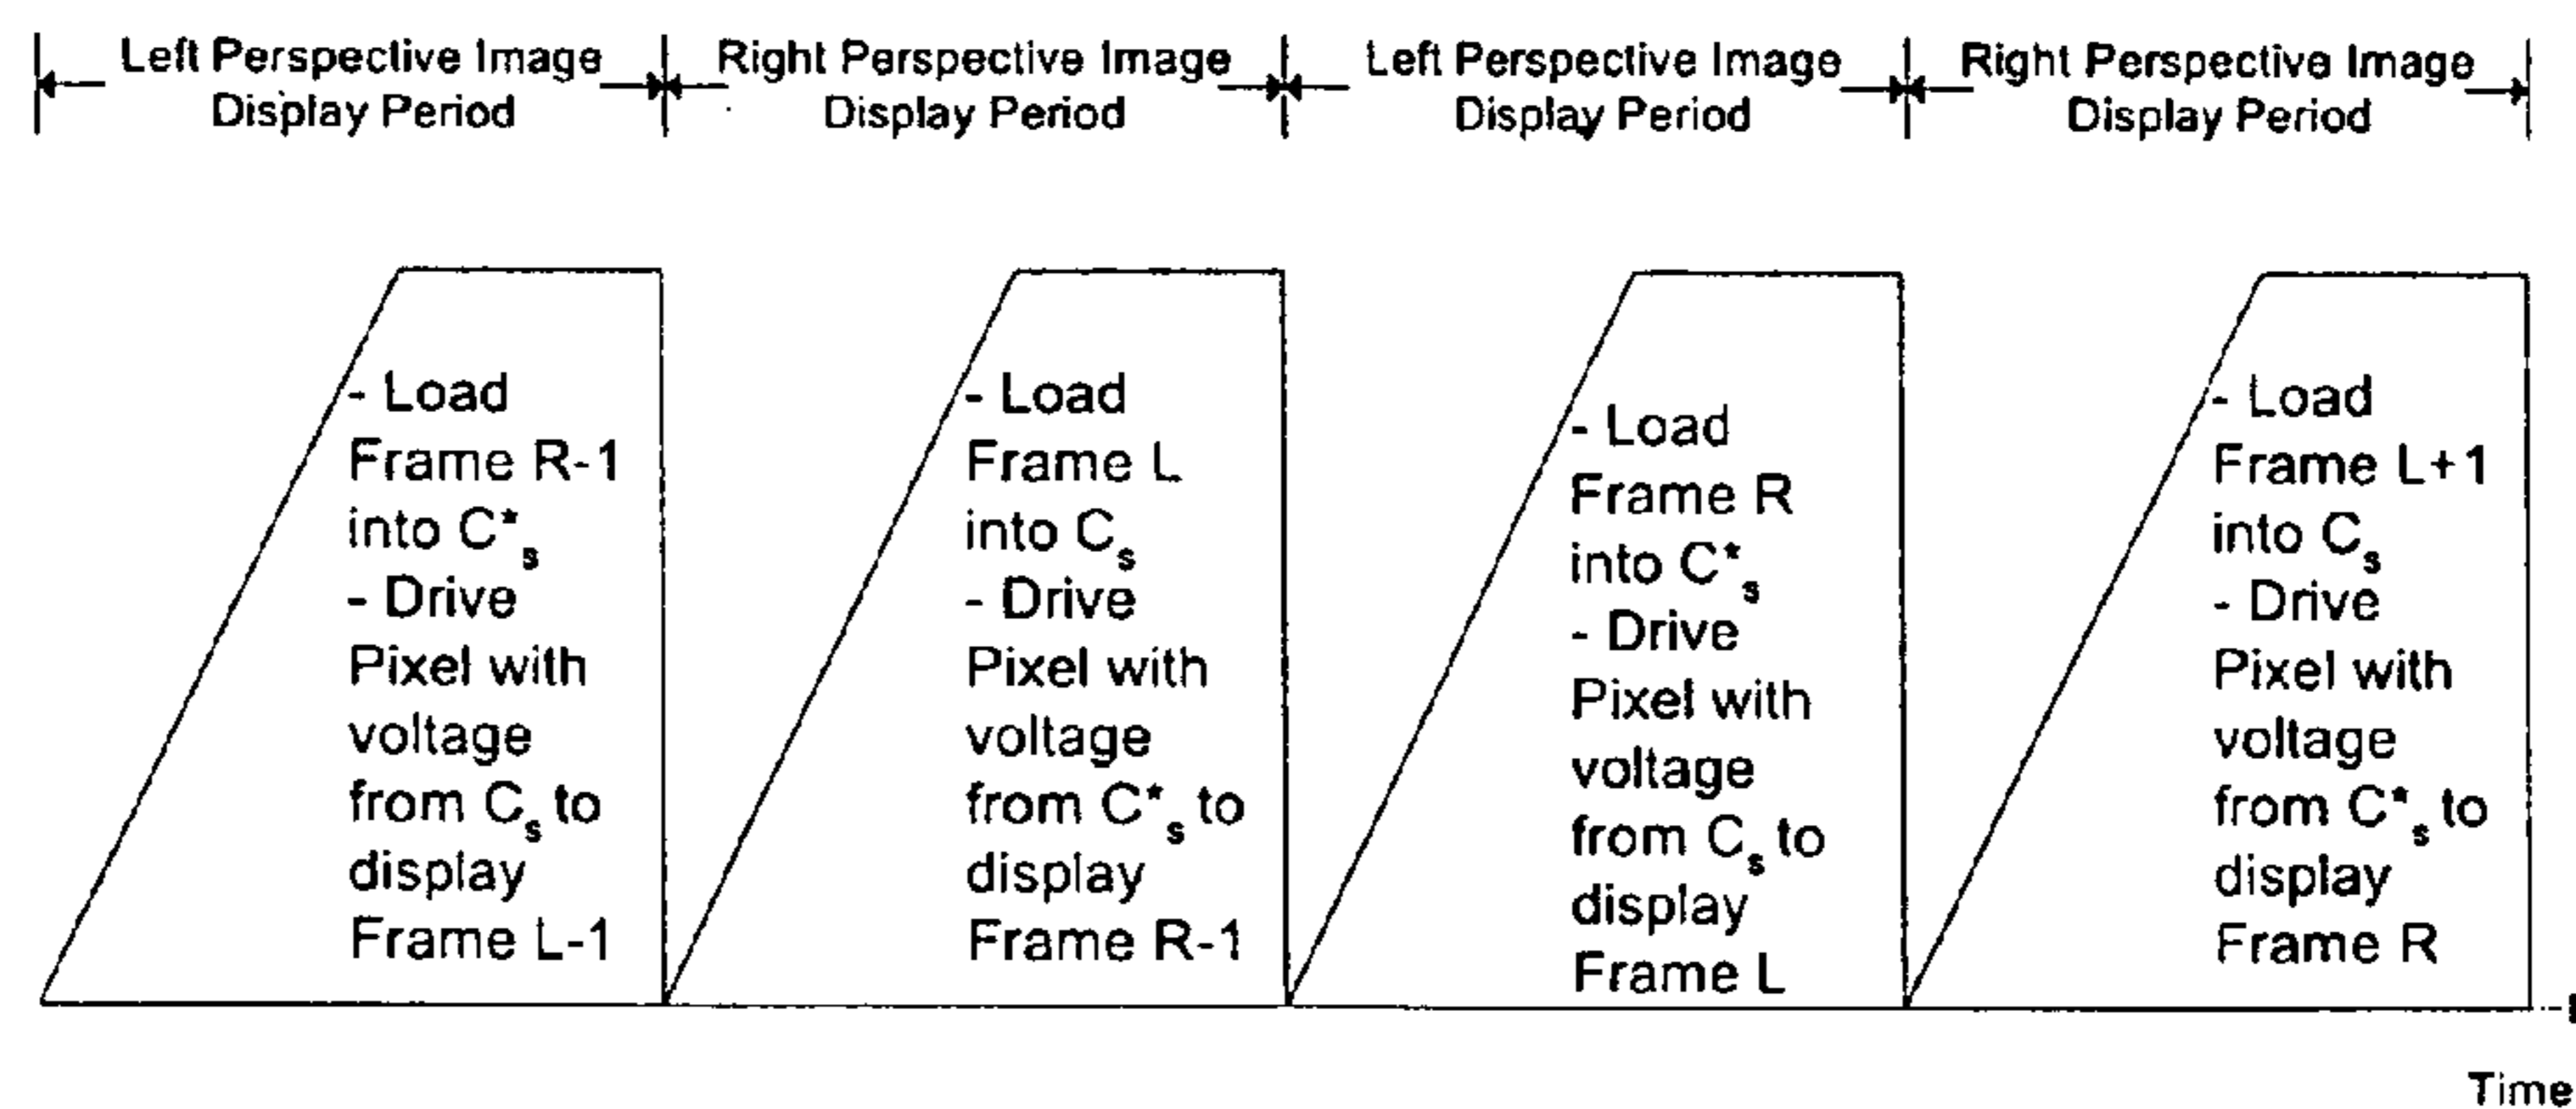 Left Perspective Image
Display Period
Right Perspective Image
Display Period
Left Perspective Image
Display Period
Right Perspective Image
Display Period
- Load
Frame R-1
into C*s
- Drive
Pixel with
voltage
from Cs to
display
Frame L-1
- Load
Frame L
into Cs
- Drive
Pixel with
voltage
from C*s to
display
Frame R-1
- Load
Frame R
into C*s
- Drive
Pixel with
voltage
from Cs to
display
Frame L
- Load
Frame L+1
into Cs
- Drive
Pixel with
voltage
from C*s to
display
Frame R
Time